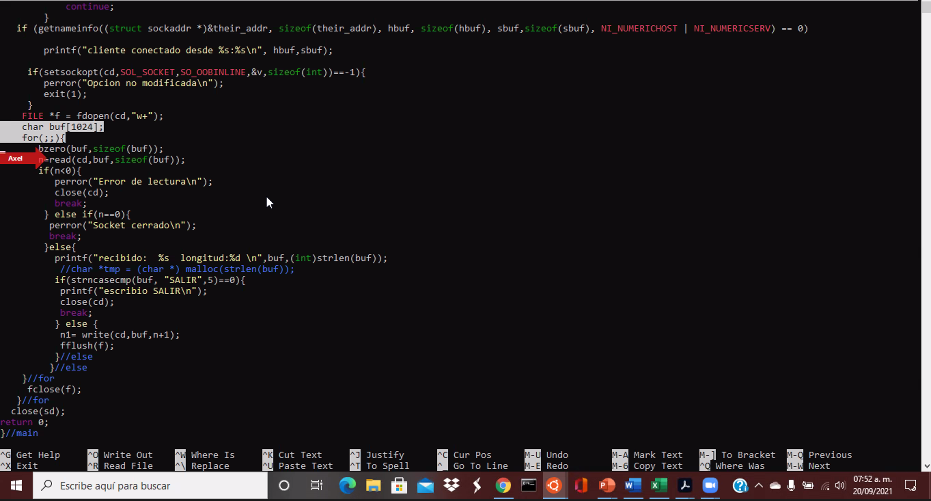 continue;
}
if (getnameinfo((struct sockaddr *)&their_addr, sizeof(their_addr), hbuf, sizeof(hbuf), sbuf,sizeof(sbuf), NI_NUMERICHOST | NI_NUMERICSERV) == 0)
printf("cliente conectado desde %s:%s\n", hbuf,sbuf);
if(setsockopt(cd,SOL_SOCKET,SO_OOBINLINE,&v,sizeof(int))==-1){
perror("Opcion no modificada\n");
exit(1);
}
FILE *f = fdopen(cd,"w+");
char buf[1024];
for(;;){
bzero(buf,sizeof(buf));
Axel
n=read(cd,buf,sizeof(buf));
if(n<0){
perror("Error de lectura\n");
close(cd);
break;
} else if(n==0){
perror("Socket cerrado\n");
break;
}else{
printf("recibido: %s longitud:%d \n",buf,(int)strlen(buf));
//char *tmp = (char *) malloc(strlen(buf));
if(strncasecmp(buf, "SALIR",5)==0){
printf("escribio SALIR\n");
close(cd);
break;
} else {
n1= write(cd,buf,n+1);
fflush(f);
}//else
}//else
}//for
fclose(f);
}//for
close(sd);
return 0;
}//main
^G Get Help ^O Write Out ^W Where Is ^K Cut Text ^J Justify ^C Cur Pos M-U Undo M-A Mark Text M-] To Bracket M-Q Previous
^X Exit ^R Read File ^\ Replace ^U Paste Text ^T To Spell ^_ Go To Line M-E Redo M-6 Copy Text ^Q Where Was M-W Next
Escribe aquí para buscar
07:52 a. m.
20/09/2021